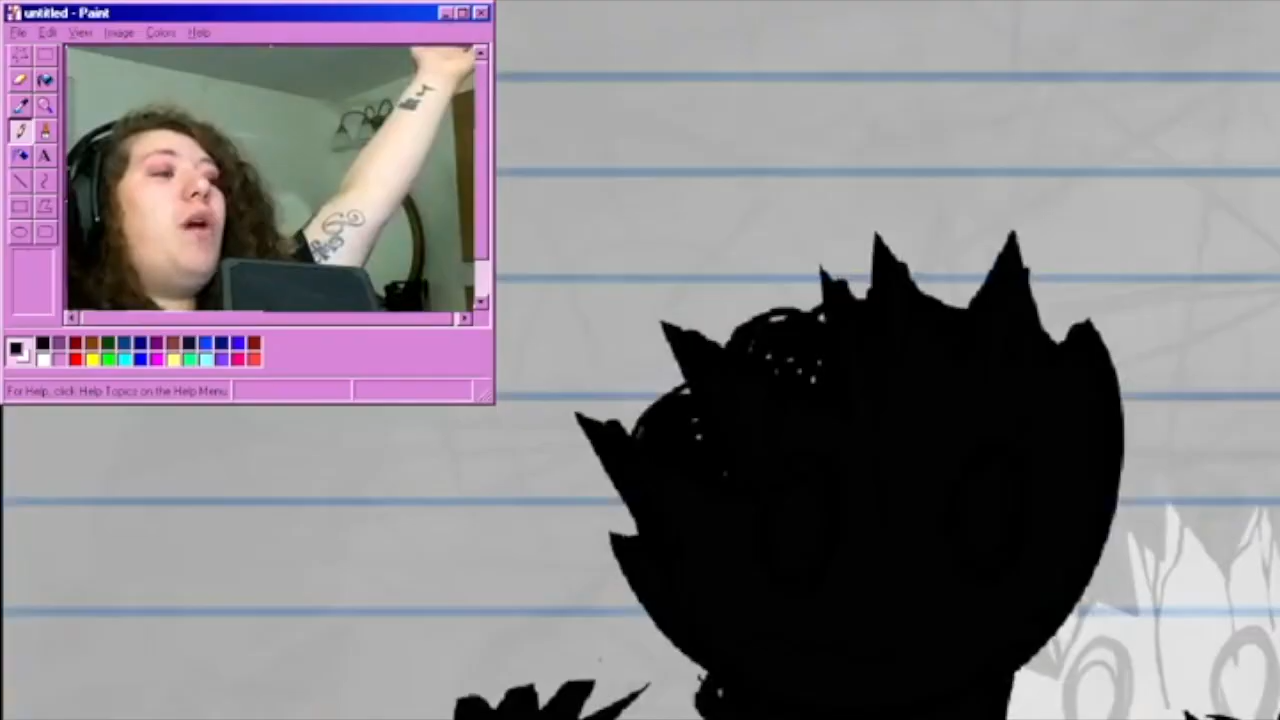 untitled - Paint
File Edit View Image Colors Help
A
For Help, click Help Topics on the Help Menu.